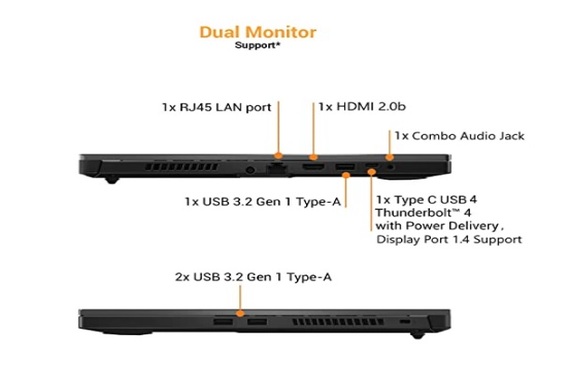 Dual Monitor
Support*
1x RJ45 LAN port
1x HDMI 2.0b
1x Combo Audio Jack
1x USB 3.2 Gen 1 Type-A
1x Type C USB 4
Thunderbolt™ 4
with Power Delivery,
Display Port 1.4 Support
2x USB 3.2 Gen 1 Type-A